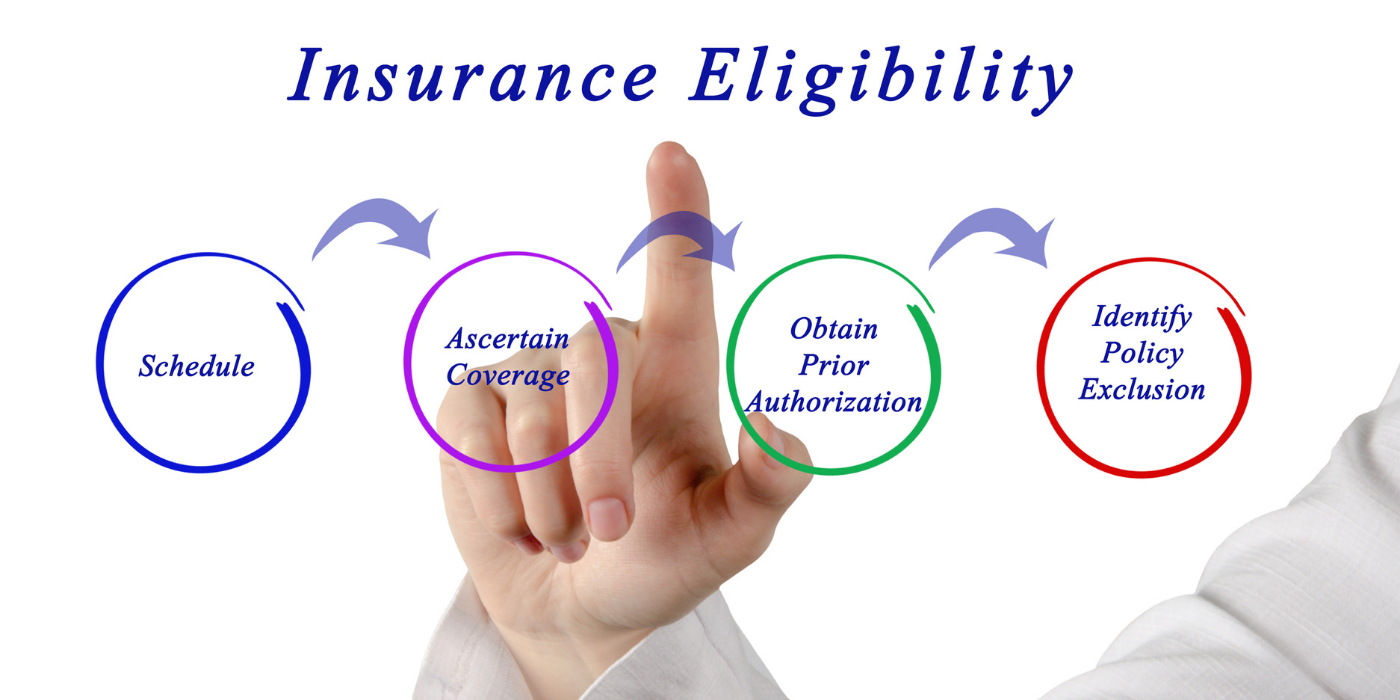 Insurance Eligibility
Schedule
Ascertain
Coverage
Obtain
Prior
Authorization
Identify
Policy
Exclusion